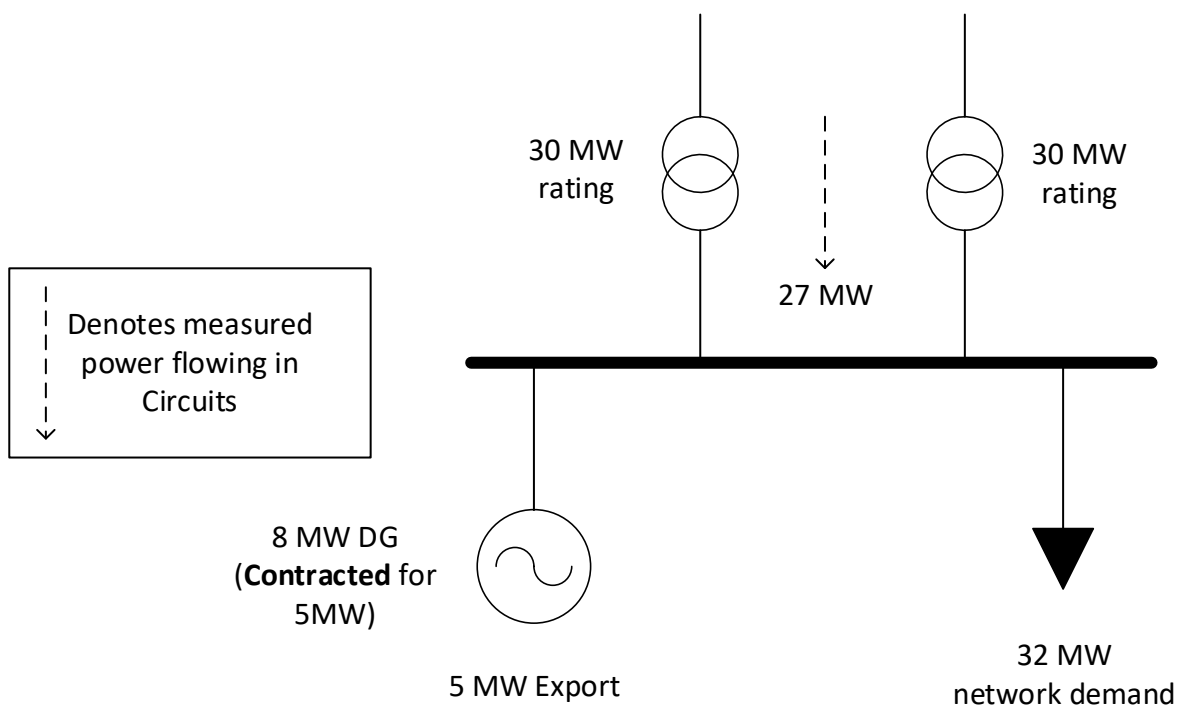 30 MW
rating
30 MW
rating
27 MW
Denotes measured
power flowing in
Circuits
8 MW DG
(Contracted for
5MW)
5 MW Export
32 MW
network demand